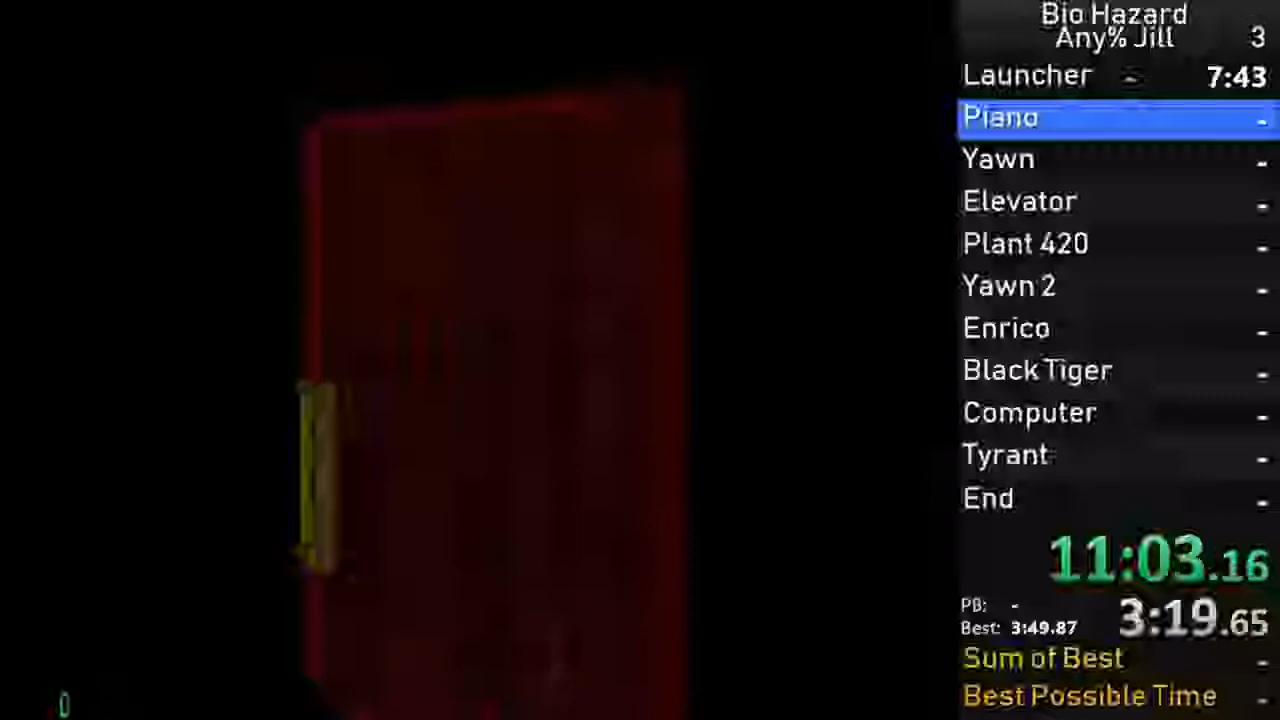 Bio Hazard
Any% Jill 3
Launcher - 7:43
Piano -
Yawn -
Elevator -
Plant 420 -
Yawn 2 -
Enrico -
Black Tiger -
Computer -
Tyrant -
End -
11:03.16
PB: -
Best: 3:49.87 3:19.65
Sum of Best -
Best Possible Time -
0